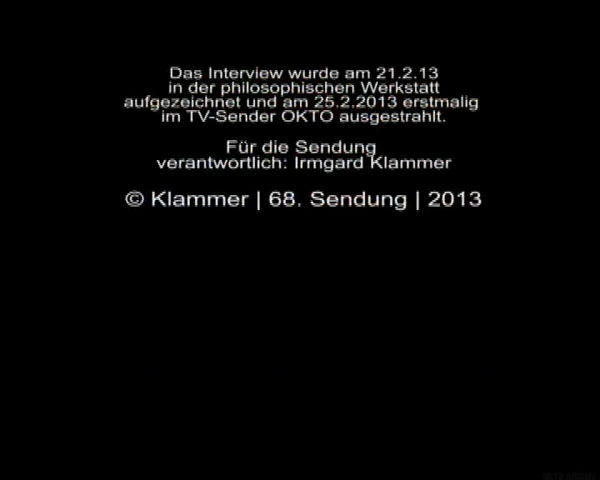 Das Interview wurde am 21.2.13
in der philosophischen Werkstatt
aufgezeichnet und am 25.2.2013 erstmalig
im TV-Sender OKTO ausgestrahlt.
Für die Sendung
verantwortlich: Irmgard Klammer
© Klammer | 68. Sendung | 2013